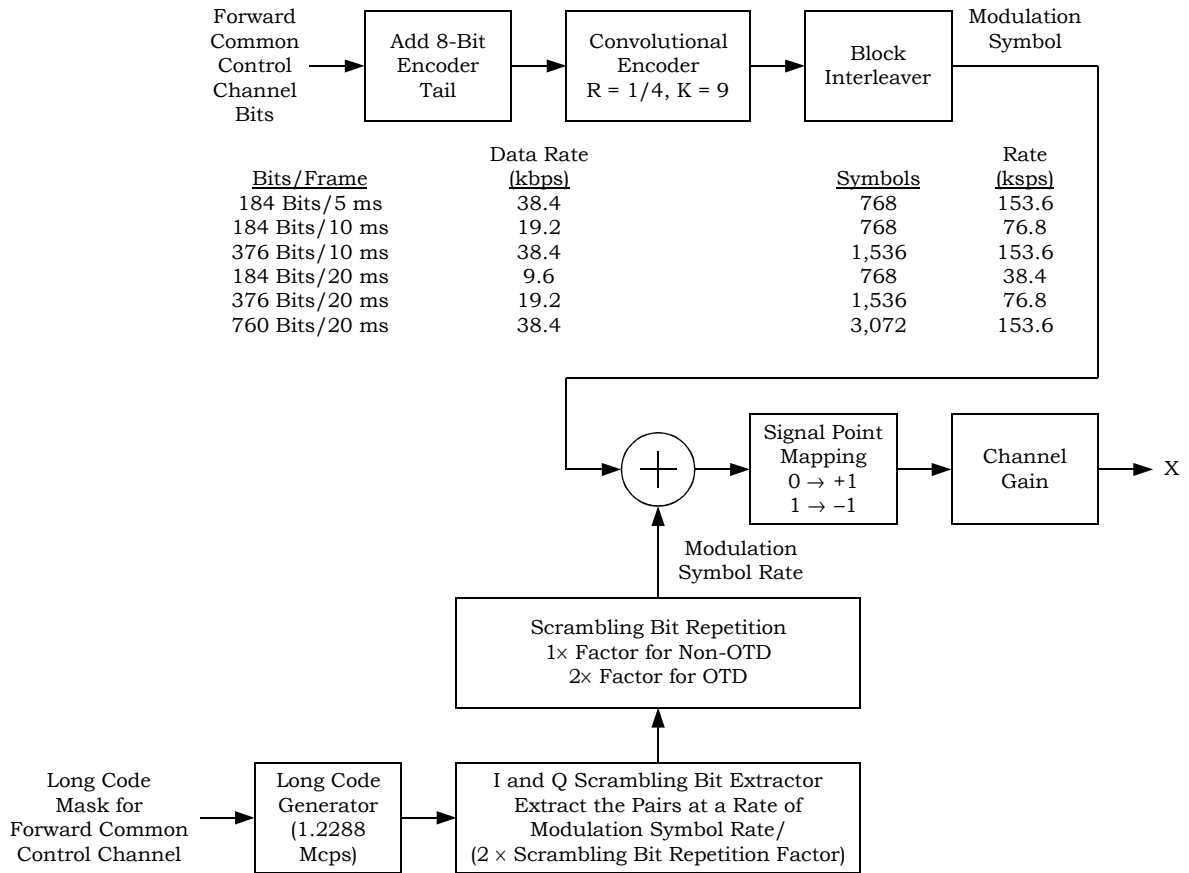 Forward
Common
Control
Channel
Bits
Add 8-Bit
Encoder
Tail
Convolutional
Encoder
R = 1/4, K = 9
Block
Interleaver
Modulation
Symbol
Data Rate Rate
Bits/Frame (kbps) Symbols (ksps)
184 Bits/5 ms 38.4 768 153.6
184 Bits/10 ms 19.2 768 76.8
376 Bits/10 ms 38.4 1,536 153.6
184 Bits/20 ms 9.6 768 38.4
376 Bits/20 ms 19.2 1,536 76.8
760 Bits/20 ms 38.4 3,072 153.6
+
Signal Point
Mapping
0 → +1
1 → –1
Channel
Gain
X
Modulation
Symbol Rate
Scrambling Bit Repetition
1× Factor for Non-OTD
2× Factor for OTD
Long Code
Mask for
Forward Common
Control Channel
Long Code
Generator
(1.2288
Mcps)
I and Q Scrambling Bit Extractor
Extract the Pairs at a Rate of
Modulation Symbol Rate/
(2 × Scrambling Bit Repetition Factor)